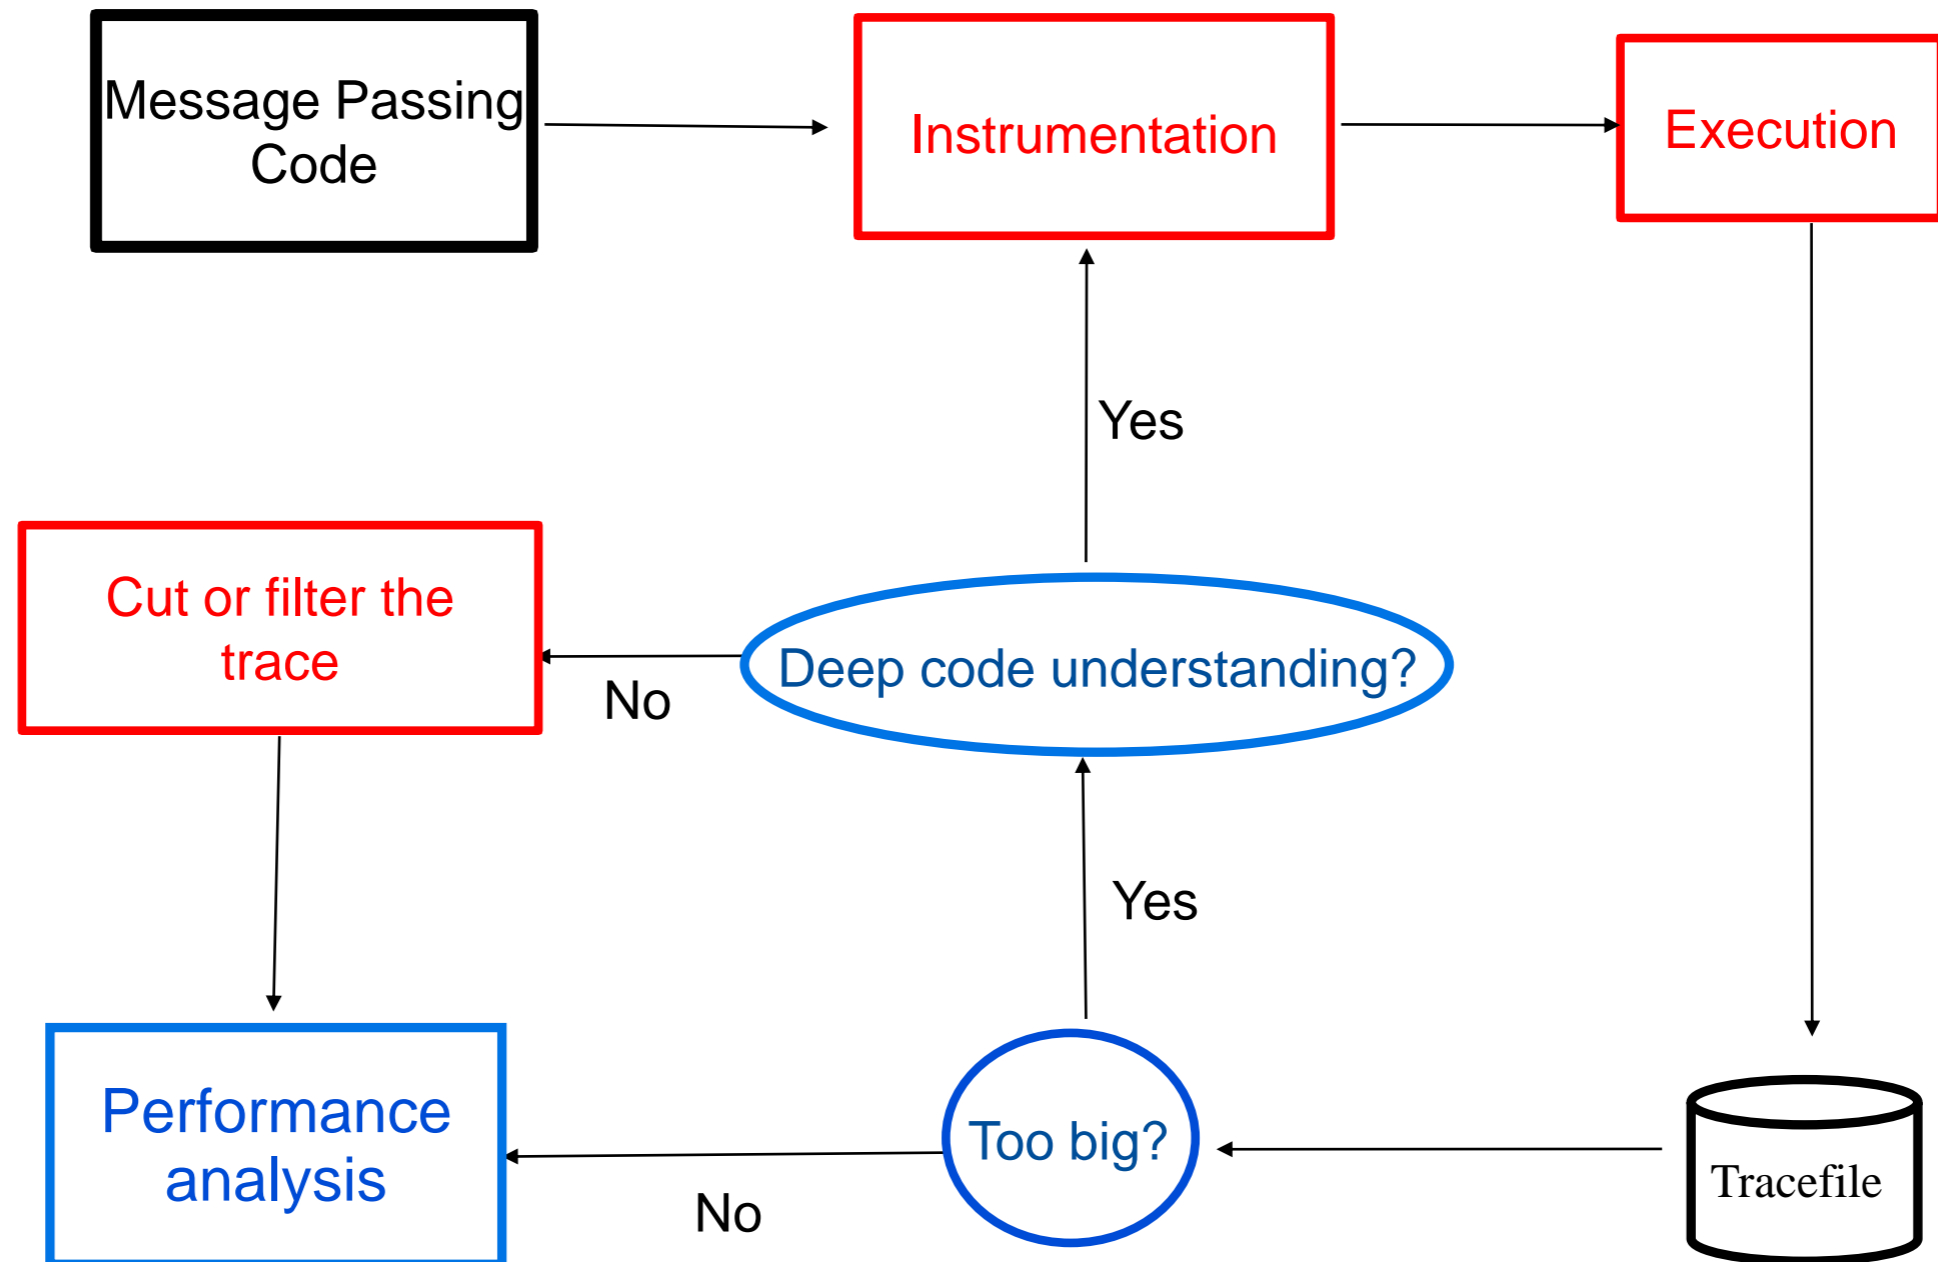 Message Passing
Code
Instrumentation
Execution
Yes
Cut or filter the
trace
Deep code understanding?
No
Yes
Performance
analysis
Too big?
Tracefile
No